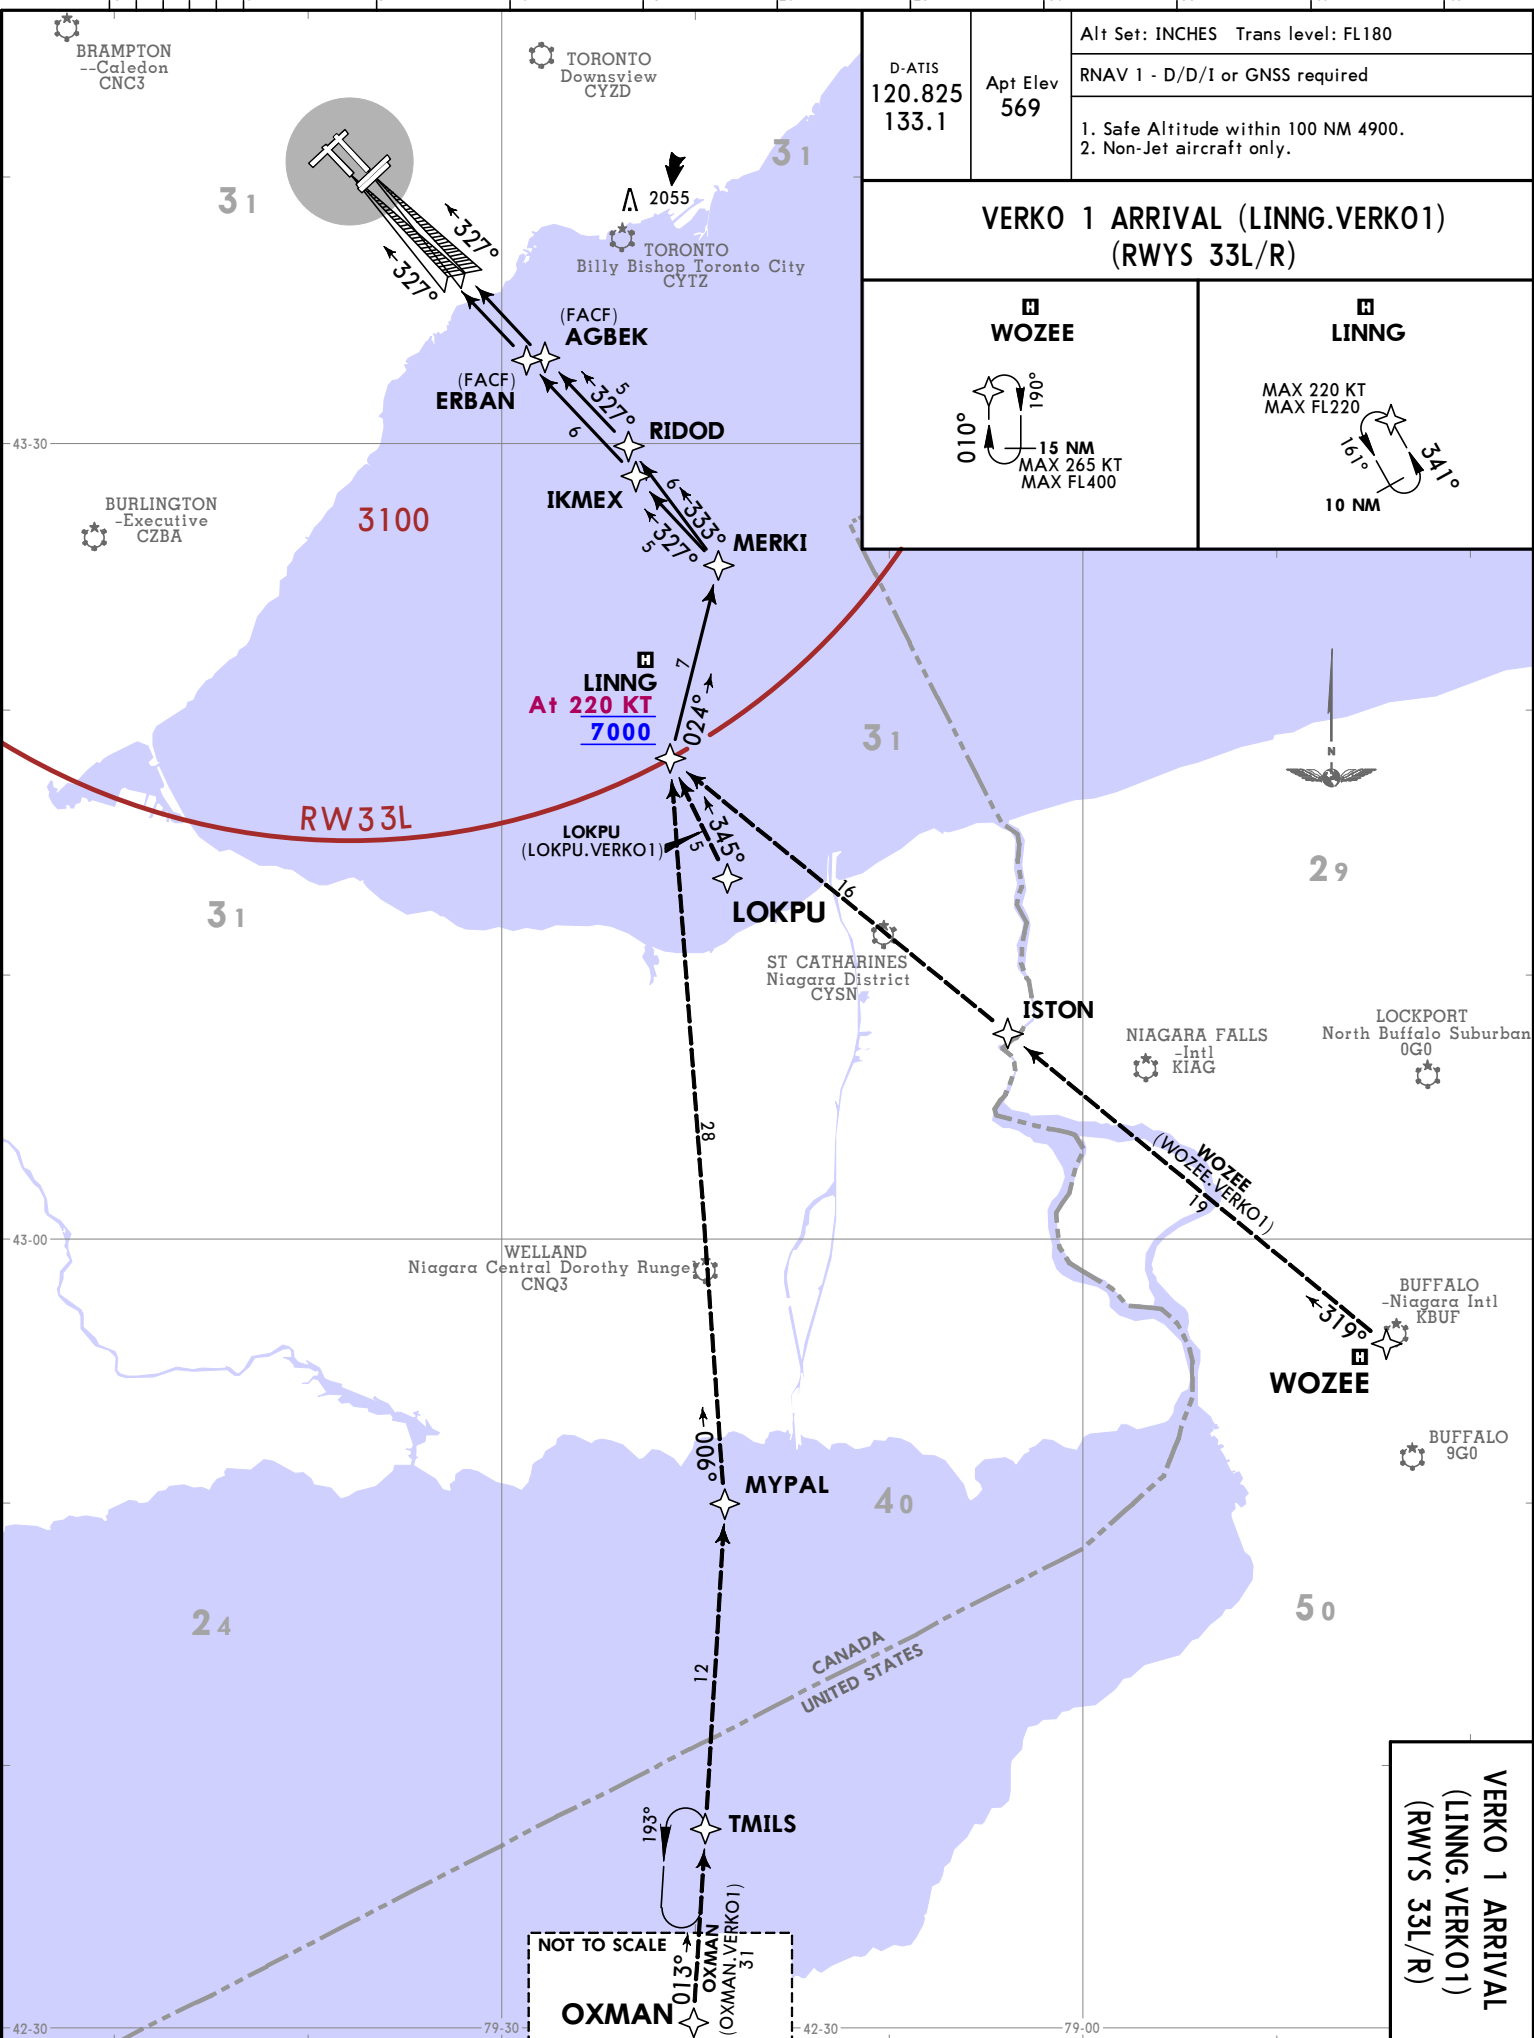 BRAMPTON
--Caledon
CNC3
TORONTO
Downsview
CYZD
D-ATIS
120.825
133.1
Apt Elev
569
Alt Set: INCHES Trans level: FL180
RNAV 1 - D/D/I or GNSS required
1. Safe Altitude within 100 NM 4900.
2. Non-Jet aircraft only.
VERKO 1 ARRIVAL (LINNG.VERKO1)
(RWYS 33L/R)
WOZEE
010°
190°
15 NM
MAX 265 KT
MAX FL400
LINNG
MAX 220 KT
MAX FL220
161°
341°
10 NM
31
31
2055
TORONTO
Billy Bishop Toronto City
CYTZ
327°
327°
(FACF)
AGBEK
(FACF)
ERBAN
5
327°
6
RIDOD
43-30
IKMEX
BURLINGTON
-Executive
CZBA
3100
6
333°
5
327°
MERKI
7
H
LINNG
At 220 KT
7000
024°
31
N
RW33L
LOKPU
(LOKPU.VERKO1)
345°
5
LOKPU
16
29
31
ST CATHARINES
Niagara District
CYSN
ISTON
NIAGARA FALLS
-Intl
KIAG
LOCKPORT
North Buffalo Suburban
0G0
28
WOZEE
(WOZEE.VERKO1)
19
43-00
WELLAND
Niagara Central Dorothy Runge
CNQ3
BUFFALO
-Niagara Intl
KBUF
319°
H
WOZEE
006°
BUFFALO
9G0
MYPAL
40
24
50
CANADA
UNITED STATES
12
193°
TMILS
VERKO 1 ARRIVAL
(LINNG.VERKO1)
(RWYS 33L/R)
NOT TO SCALE
013°
OXMAN
(OXMAN.VERKO1)
31
OXMAN
42-30
79-30
42-30
79-00